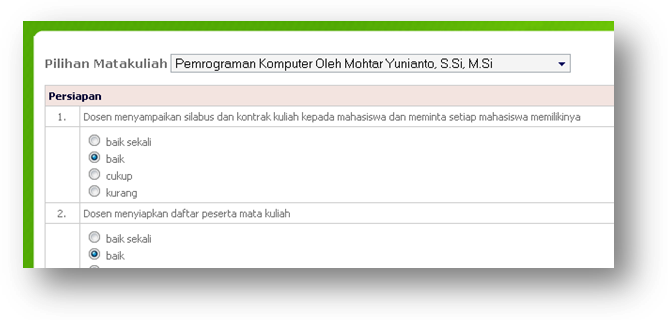 Pilihan Matakuliah Pemrograman Komputer Oleh Mohtar Yunianto, S.Si, M.Si
Persiapan
1. Dosen menyampaikan silabus dan kontrak kuliah kepada mahasiswa dan meminta setiap mahasiswa memilikinya
baik sekali
baik
cukup
kurang
2. Dosen menyiapkan daftar peserta mata kuliah
baik sekali
baik